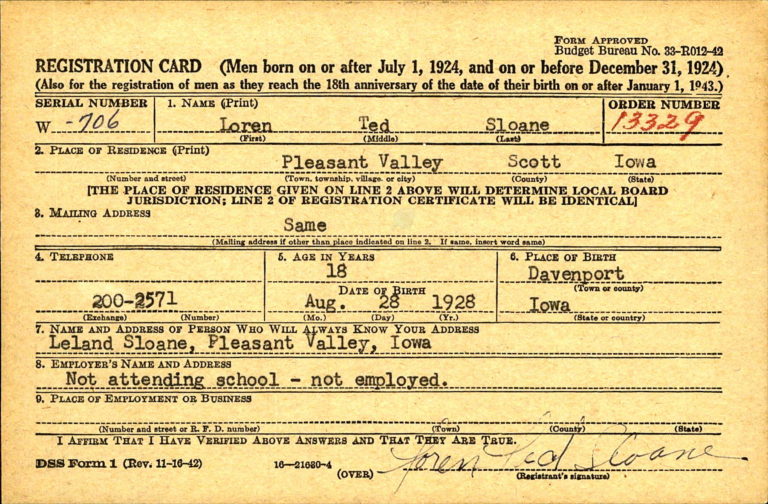 FORM APPROVED
Budget Bureau No. 33-R012-42
REGISTRATION CARD (Men born on or after July 1, 1924, and on or before December 31, 1924)
(Also for the registration of men as they reach the 18th anniversary of the date of their birth on or after January 1, 1943.)
SERIAL NUMBER 1. NAME (Print) ORDER NUMBER
W -706 Loren Ted Sloane 13329
(First) (Middle) (Last)
2. PLACE OF RESIDENCE (Print)
Pleasant Valley Scott Iowa
(Number and street) (Town, township, village, or city) (County) (State)
[THE PLACE OF RESIDENCE GIVEN ON LINE 2 ABOVE WILL DETERMINE LOCAL BOARD
JURISDICTION; LINE 2 OF REGISTRATION CERTIFICATE WILL BE IDENTICAL]
3. MAILING ADDRESS
Same
(Mailing address if other than place indicated on line 2. If same, insert word same)
4. TELEPHONE 5. AGE IN YEARS 6. PLACE OF BIRTH
18 Davenport
DATE OF BIRTH (Town or county)
200-2571 Aug. 28 1928 Iowa
(Exchange) (Number) (Mo.) (Day) (Yr.) (State or country)
7. NAME AND ADDRESS OF PERSON WHO WILL ALWAYS KNOW YOUR ADDRESS
Leland Sloane, Pleasant Valley, Iowa
8. EMPLOYER'S NAME AND ADDRESS
Not attending school - not employed.
9. PLACE OF EMPLOYMENT OR BUSINESS
(Number and street or R. F. D. number) (Town) (County) (State)
I AFFIRM THAT I HAVE VERIFIED ABOVE ANSWERS AND THAT THEY ARE TRUE.
DSS Form 1 (Rev. 11-16-42) 16-21630-4 (OVER) Loren Ted Sloane
(Registrant's signature)